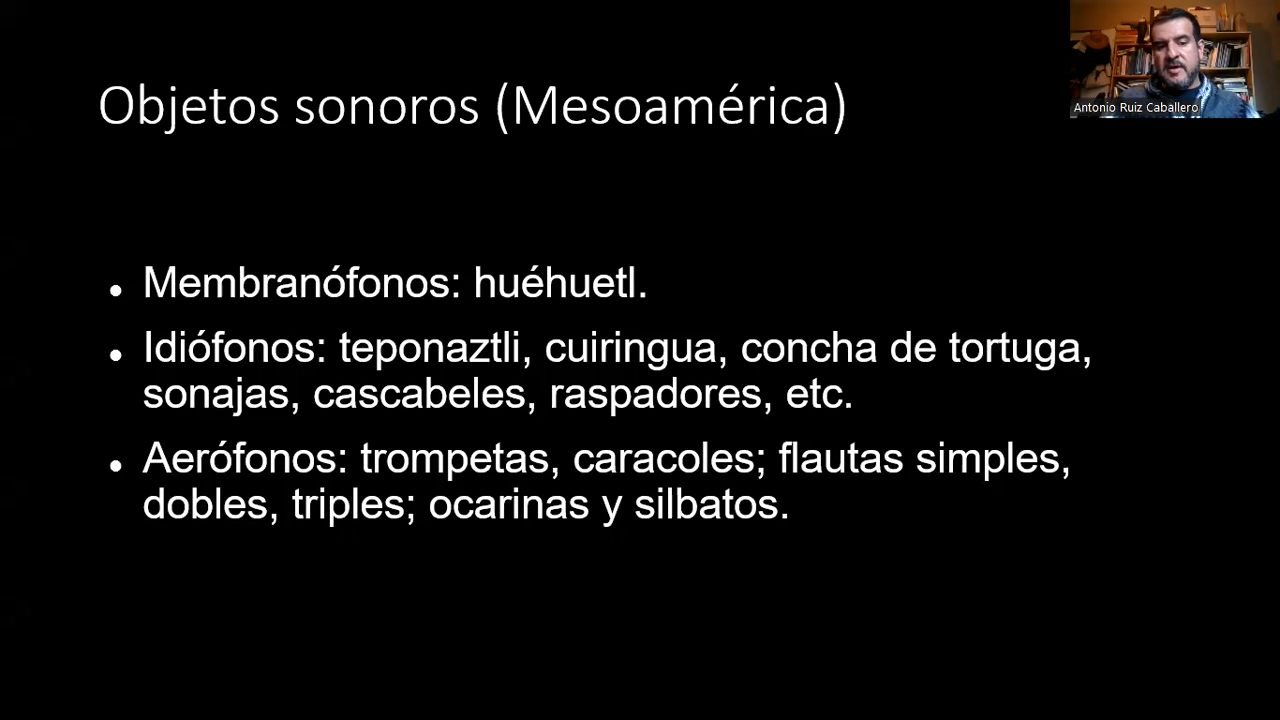 Objetos sonoros (Mesoamérica)
Antonio Ruiz Caballero
Membranófonos: huéhuetl.
Idiófonos: teponaztli, cuiringua, concha de tortuga,
sonajas, cascabeles, raspadores, etc.
Aerófonos: trompetas, caracoles; flautas simples,
dobles, triples; ocarinas y silbatos.